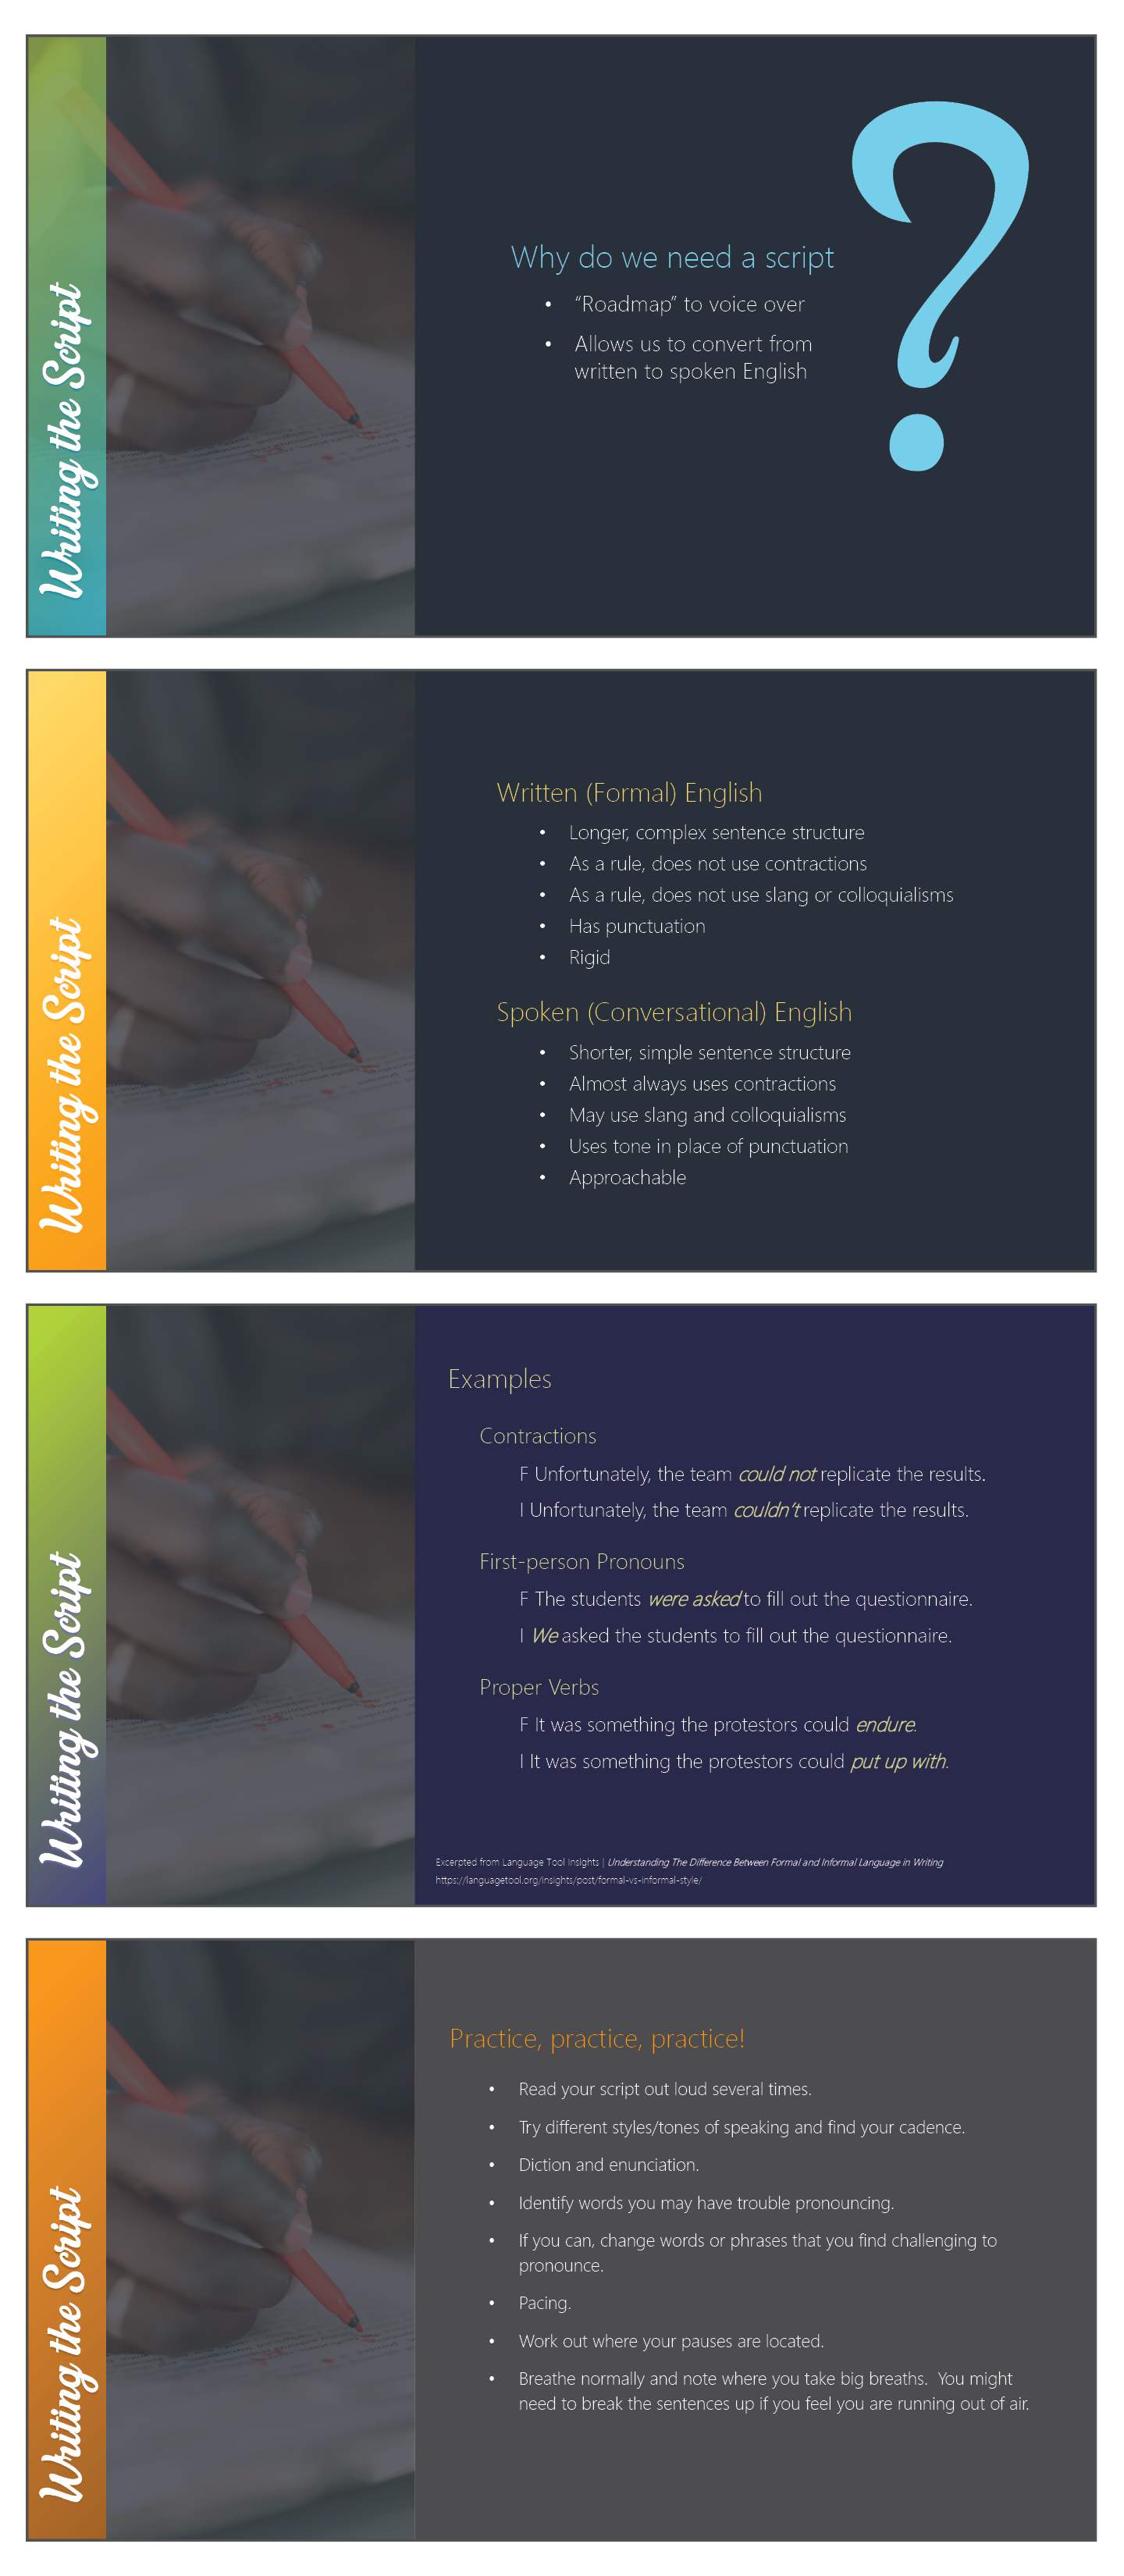 Writing the Script
Why do we need a script
?
• “Roadmap” to voice over
• Allows us to convert from
written to spoken English
Writing the Script
Written (Formal) English
• Longer, complex sentence structure
• As a rule, does not use contractions
• As a rule, does not use slang or colloquialisms
• Has punctuation
• Rigid
Spoken (Conversational) English
• Shorter, simple sentence structure
• Almost always uses contractions
• May use slang and colloquialisms
• Uses tone in place of punctuation
• Approachable
Writing the Script
Examples
Contractions
F Unfortunately, the team could not replicate the results.
I Unfortunately, the team couldn't replicate the results.
First-person Pronouns
F The students were asked to fill out the questionnaire.
I We asked the students to fill out the questionnaire.
Proper Verbs
F It was something the protestors could endure.
I It was something the protestors could put up with.
Excerpted from Language Tool Insights | Understanding The Difference Between Formal and Informal Language in Writing
https://languagetool.org/insights/post/formal-vs-informal-style/
Writing the Script
Practice, practice, practice!
• Read your script out loud several times.
• Try different styles/tones of speaking and find your cadence.
• Diction and enunciation.
• Identify words you may have trouble pronouncing.
• If you can, change words or phrases that you find challenging to
pronounce.
• Pacing.
• Work out where your pauses are located.
• Breathe normally and note where you take big breaths.  You might
need to break the sentences up if you feel you are running out of air.